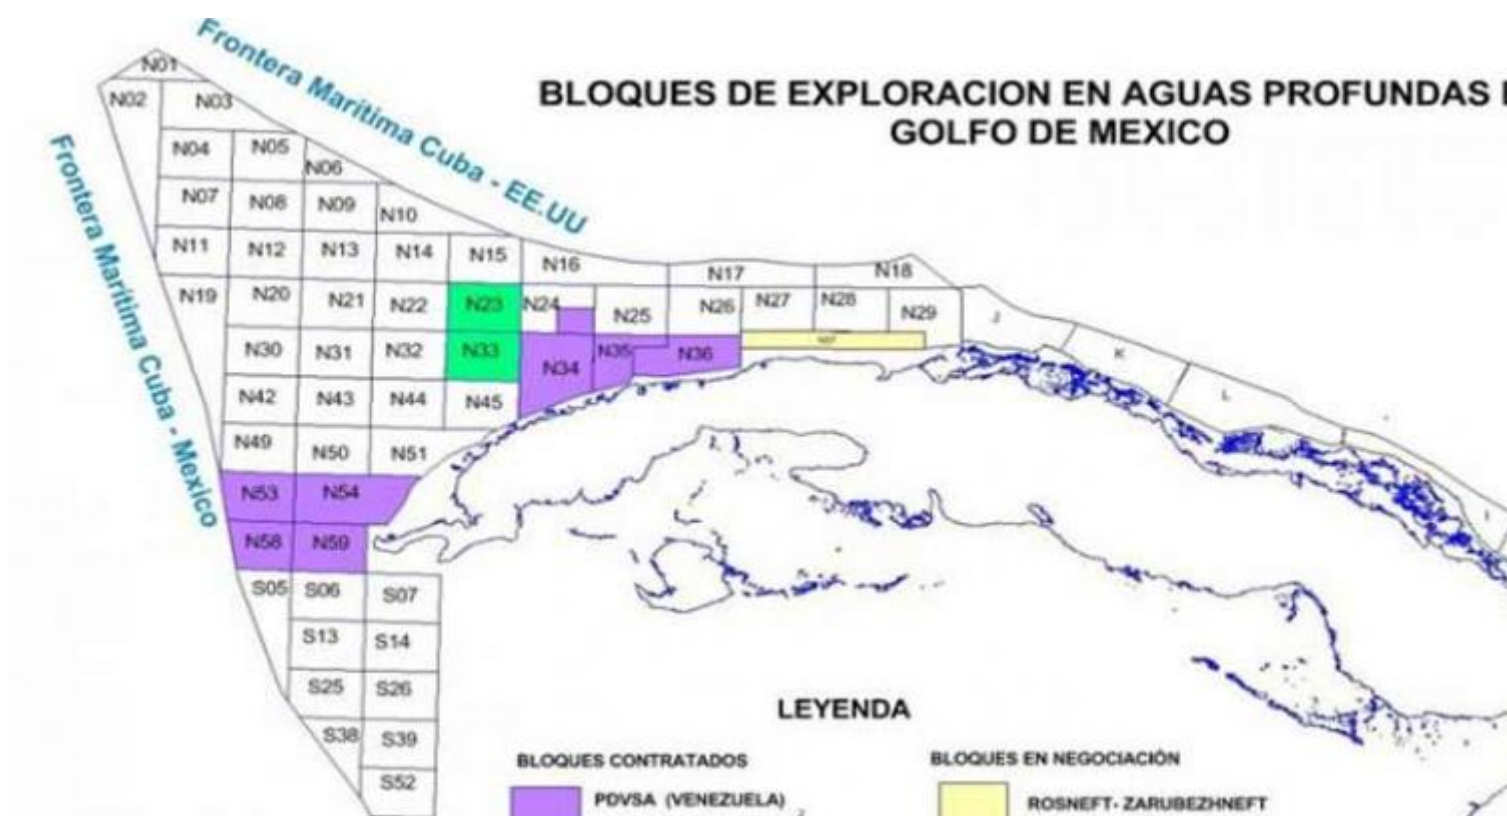 Frontera Marítima Cuba - EE.UU
BLOQUES DE EXPLORACION EN AGUAS PROFUNDAS
GOLFO DE MEXICO
Frontera Marítima Cuba - Mexico
N01
N02 N03
N04 N05 N06
N07 N08 N09 N10
N11 N12 N13 N14 N15 N16 N17 N18
N19 N20 N21 N22 N23 N24 N25 N26 N27 N28 N29
J
K
L
I
N30 N31 N32 N33 N34 N35 N36
N42 N43 N44 N45
N49 N50 N51
N53 N54
N58 N59
S05 S06 S07
S13 S14
S25 S26
S38 S39
S52
LEYENDA
BLOQUES CONTRATADOS
PDVSA (VENEZUELA)
BLOQUES EN NEGOCIACIÓN
ROSNEFT- ZARUBEZHNEFT